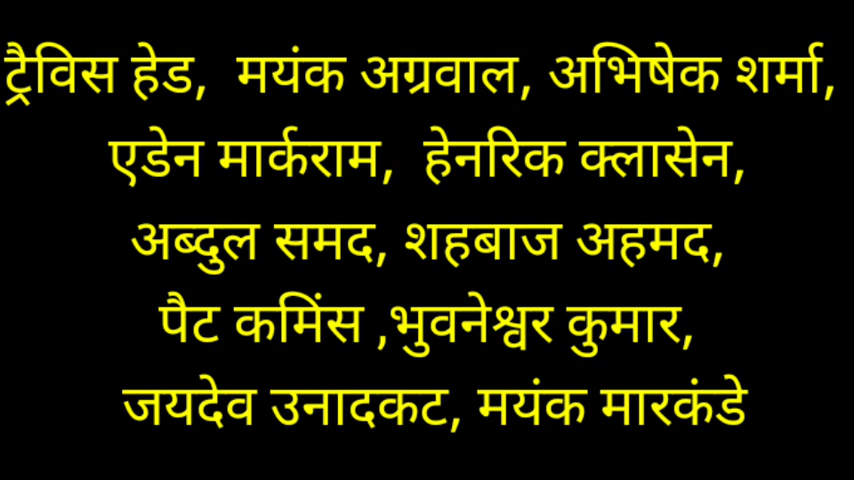 ट्रैविस हेड,  मयंक अग्रवाल, अभिषेक शर्मा,
एडेन मार्कराम,  हेनरिक क्लासेन,
अब्दुल समद, शहबाज अहमद,
पैट कमिंस ,भुवनेश्वर कुमार,
जयदेव उनादकट, मयंक मारकंडे